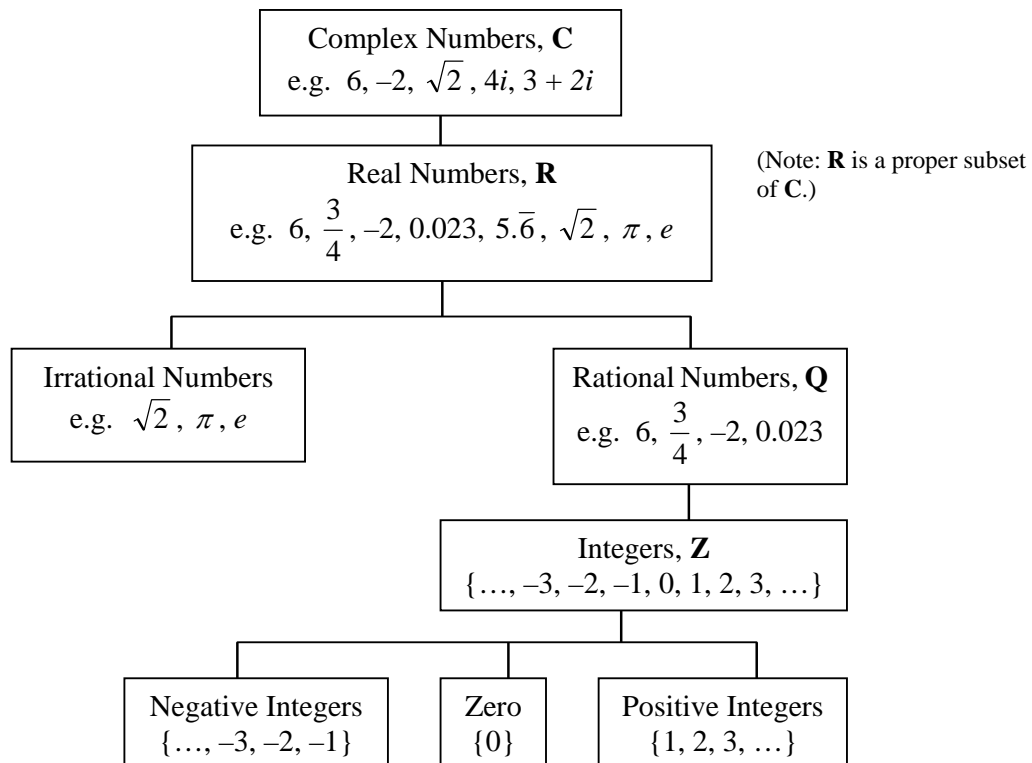 Complex Numbers, C
e.g. 6, –2, √2, 4i, 3 + 2i
Real Numbers, R
e.g. 6, 3/4, –2, 0.023, 5.6̅, √2, π, e
(Note: R is a proper subset
of C.)
Irrational Numbers
e.g. √2, π, e
Rational Numbers, Q
e.g. 6, 3/4, –2, 0.023
Integers, Z
{…, –3, –2, –1, 0, 1, 2, 3, …}
Negative Integers
{…, –3, –2, –1}
Zero
{0}
Positive Integers
{1, 2, 3, …}